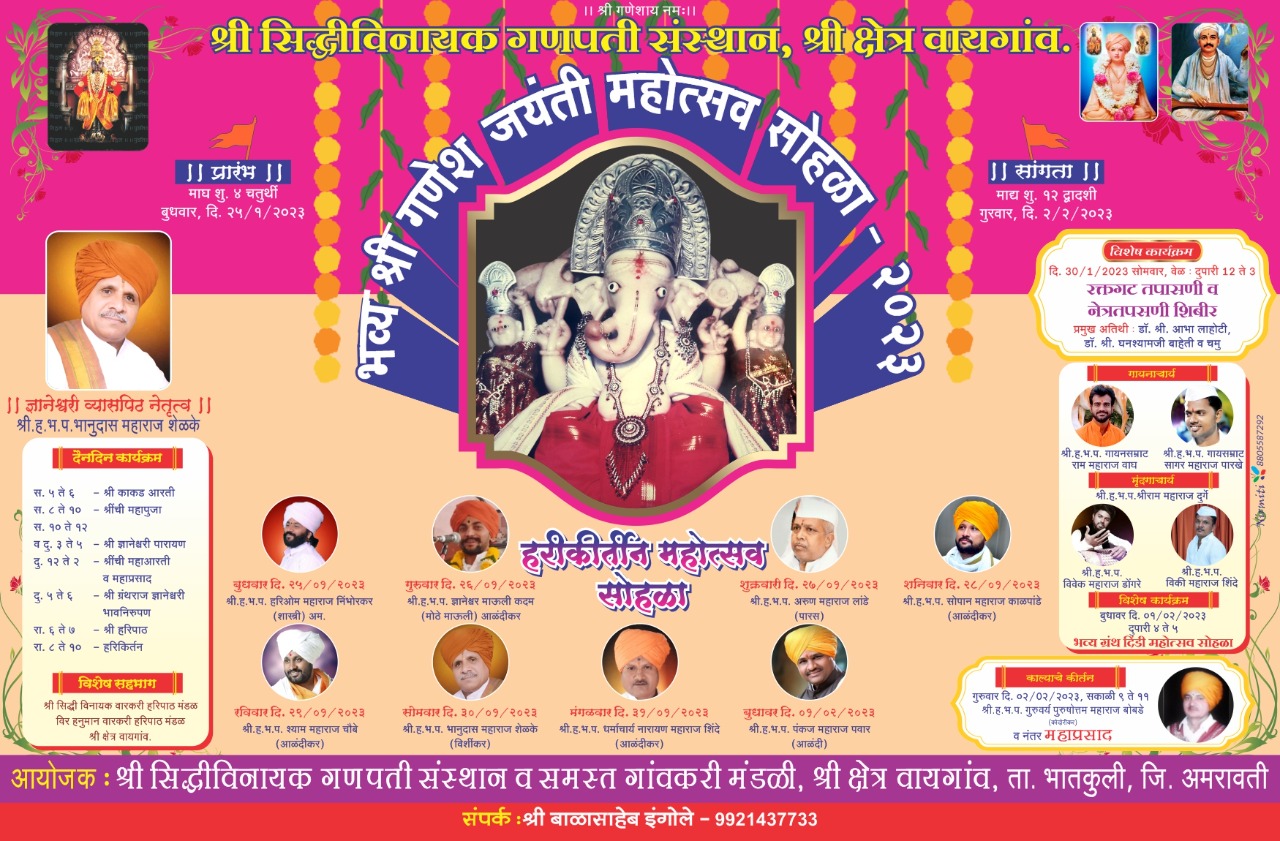 ।। श्री गणेशाय नमः।।
श्री सिद्धीविनायक गणपती संस्थान, श्री क्षेत्र वायगांव.
भव्य श्री गणेश जयंती महोत्सव सोहळा - २०२३
|| प्रारंभ ||
माघ शु. ४ चतुर्थी
बुधवार, दि. २५/१/२०२३
|| सांगता ||
माद्य शु. १२ द्वादशी
गुरवार, दि. २/२/२०२३
|| ज्ञानेश्वरी व्यासपिठ नेतृत्व ||
श्री.ह.भ.प.भानुदास महाराज शेळके
दैनदिन कार्यक्रम
स. ५ ते ६ – श्री काकड आरती
स. ८ ते १० – श्रींची महापुजा
स. १० ते १२
व दु. ३ ते ५ – श्री ज्ञानेश्वरी पारायण
दु. १२ ते २ – श्रींची महाआरती
व महाप्रसाद
दु. ५ ते ६ – श्री ग्रंथराज ज्ञानेश्वरी
भावनिरुपण
रा. ६ ते ७ – श्री हरिपाठ
रा. ८ ते १० – हरिकिर्तन
विशेष सहभाग
श्री सिद्धी विनायक वारकरी हरिपाठ मंडळ
विर हनुमान वारकरी हरिपाठ मंडळ
श्री क्षेत्र वायगांव.
हरीकीर्तन महोत्सव
सोहळा
बुधवार दि. २५/०१/२०२३
श्री.ह.भ.प. हरिओम महाराज निंभोरकर
(शास्त्री) अम.
गुरुवार दि. २६/०१/२०२३
श्री.ह.भ.प. ज्ञानेश्वर माऊली कदम
(मोठे माऊली) आळंदीकर
शुक्रवारी दि. २७/०१/२०२३
श्री.ह.भ.प. अरुण महाराज लांडे
(पारस)
शनिवार दि. २८/०१/२०२३
श्री.ह.भ.प. सोपान महाराज काळपांडे
(आळंदीकर)
रविवार दि. २९/०१/२०२३
श्री.ह.भ.प. श्याम महाराज चौबे
(आळंदीकर)
सोमवार दि. ३०/०१/२०२३
श्री.ह.भ.प. भानुदास महाराज शेळके
(विर्शीकर)
मंगळवार दि. ३१/०१/२०२३
श्री.ह.भ.प. धर्माचार्य नारायण महाराज शिंदे
(आळंदीकर)
बुधवार दि. ०१/०२/२०२३
श्री.ह.भ.प. पंकज महाराज पवार
(आळंदी)
विशेष कार्यक्रम
दि. 30/1/2023 सोमवार, वेळ : दुपारी 12 ते 3
रक्तगट तपासणी व
नेत्रतपसणी शिबीर
प्रमुख अतिथी : डॉ. श्री. आभा लाहोटी,
डॉ. श्री. घनश्यामजी बाहेती व चमु
गायनाचार्य
श्री.ह.भ.प. गायनसम्राट
राम महाराज वाघ
श्री.ह.भ.प. गायसम्राट
सागर महाराज पारखे
मृंदगाचार्य
श्री.ह.भ.प.श्रीराम महाराज दुर्गे
श्री.ह.भ.प.
विवेक महाराज डोंगरे
श्री.ह.भ.प.
विकी महाराज शिंदे
विशेष कार्यक्रम
बुधावार दि. ०१/०२/२०२३
दुपारी ४ ते ५
भव्य ग्रंथ दिंडी महोत्सव सोहळा
8805587292
काल्याचे कीर्तन
गुरुवार दि. ०२/०२/२०२३, सकाळी ९ ते ११
श्री.ह.भ.प. गुरुवर्य पुरुषोत्तम महाराज बोबडे
व नंतर महाप्रसाद
आयोजक : श्री सिद्धीविनायक गणपती संस्थान व समस्त गांवकरी मंडळी, श्री क्षेत्र वायगांव, ता. भातकुली, जि. अमरावती
संपर्क :श्री बाळासाहेब इंगोले – 9921437733